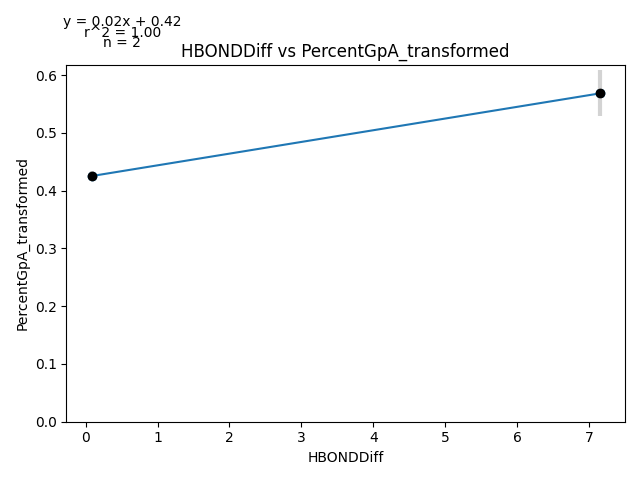 y = 0.02x + 0.42
r^2 = 1.00
n = 2
HBONDDiff vs PercentGpA_transformed
0.6
0.5
0.4
0.3
0.2
0.1
0.0
PercentGpA_transformed
0 1 2 3 4 5 6 7
HBONDDiff